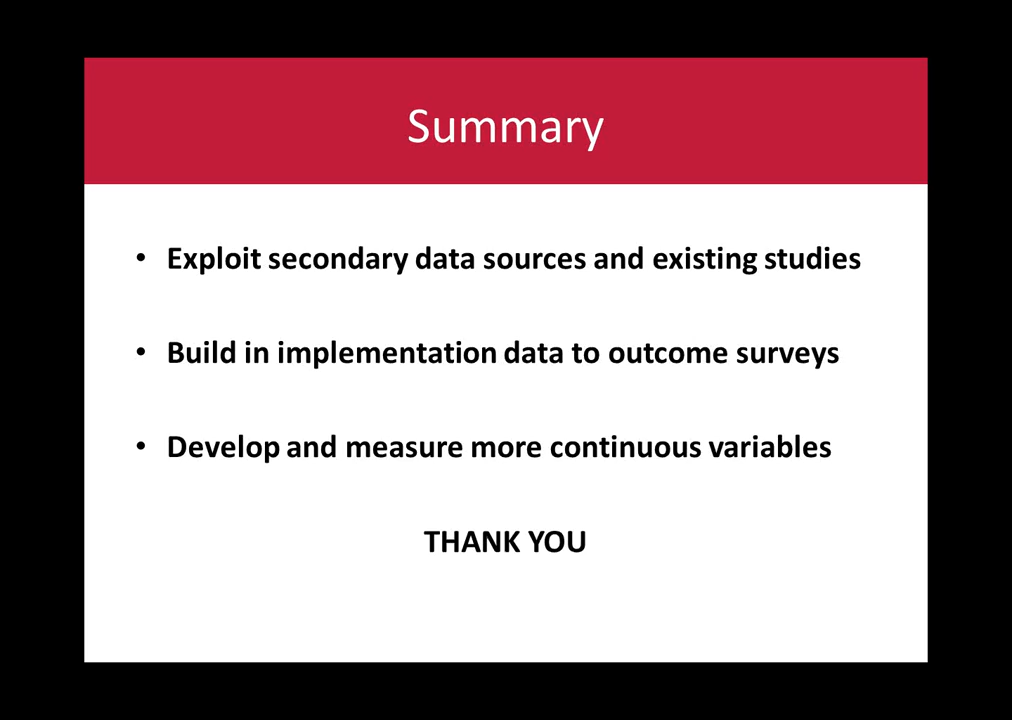 Summary
• Exploit secondary data sources and existing studies
• Build in implementation data to outcome surveys
• Develop and measure more continuous variables
THANK YOU